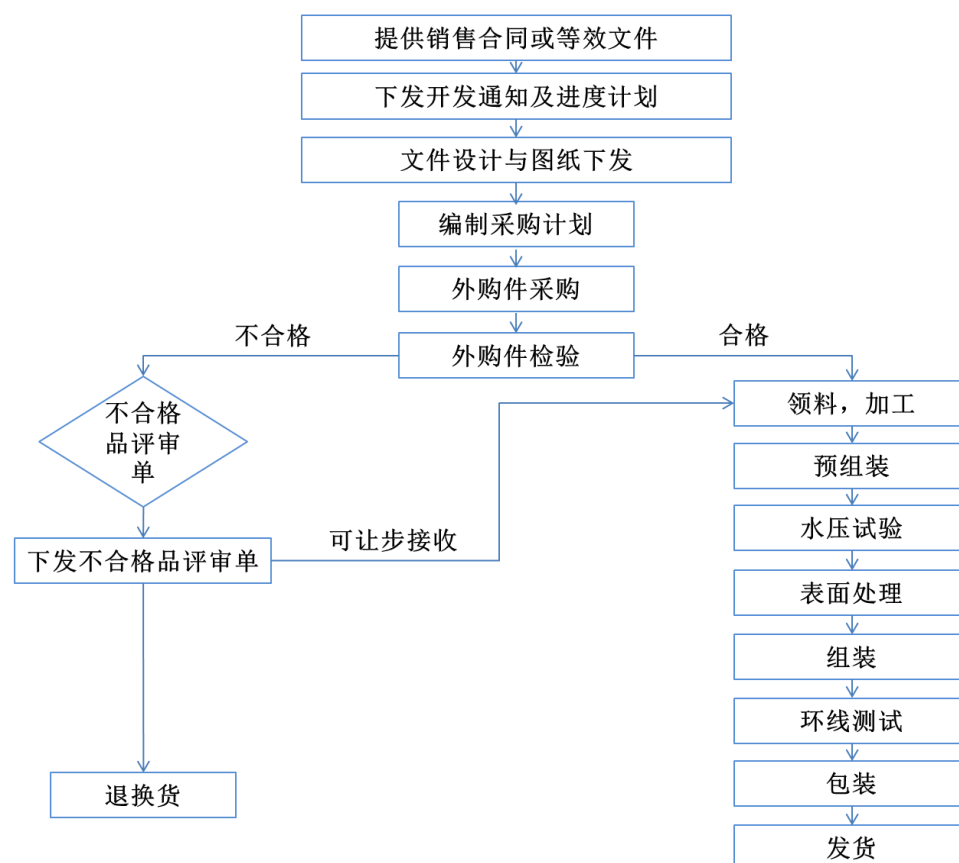 提供销售合同或等效文件
下发开发通知及进度计划
文件设计与图纸下发
编制采购计划
外购件采购
不合格
外购件检验
合格
不合格
品评审
单
领料，加工
预组装
水压试验
可让步接收
下发不合格品评审单
表面处理
组装
环线测试
包装
退换货
发货